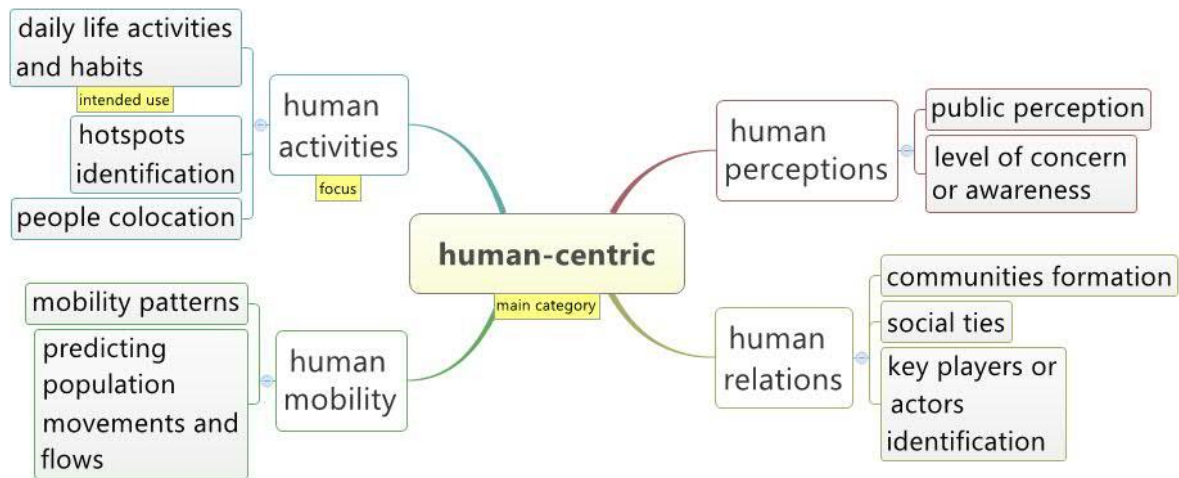 daily life activities
and habits
intended use
hotspots
identification
people colocation
human
activities
focus
mobility patterns
predicting
population
movements and
flows
human
mobility
human-centric
main category
human
perceptions
public perception
level of concern
or awareness
human
relations
communities formation
social ties
key players or
actors
identification